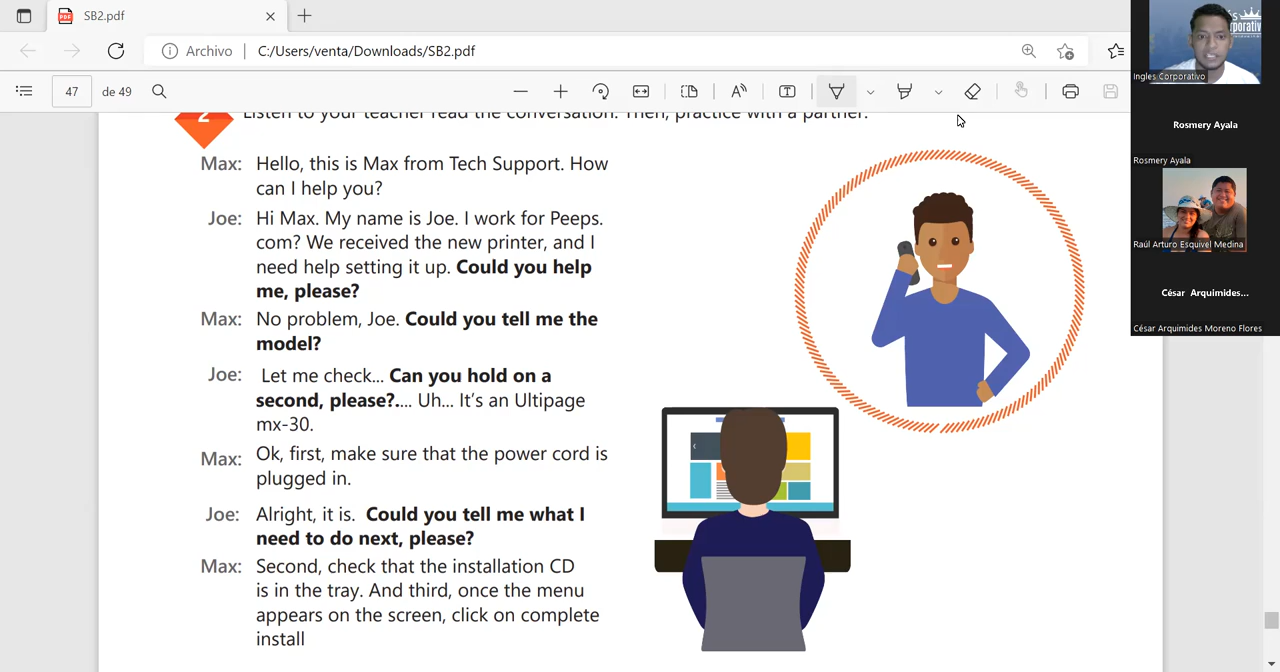 SB2.pdf
Archivo
C:/Users/venta/Downloads/SB2.pdf
47
de 49
2
Listen to your teacher read the conversation. Then, practice with a partner.
Max: Hello, this is Max from Tech Support. How
can I help you?
Joe: Hi Max. My name is Joe. I work for Peeps.
com? We received the new printer, and I
need help setting it up. Could you help
me, please?
Max: No problem, Joe. Could you tell me the
model?
Joe: Let me check... Can you hold on a
second, please?.... Uh... It's an Ultipage
mx-30.
Max: Ok, first, make sure that the power cord is
plugged in.
Joe: Alright, it is. Could you tell me what I
need to do next, please?
Max: Second, check that the installation CD
is in the tray. And third, once the menu
appears on the screen, click on complete
install
Ingles Corporativo
Rosmery Ayala
Rosmery Ayala
Raúl Arturo Esquivel Medina
César Arquimides...
César Arquimides Moreno Flores